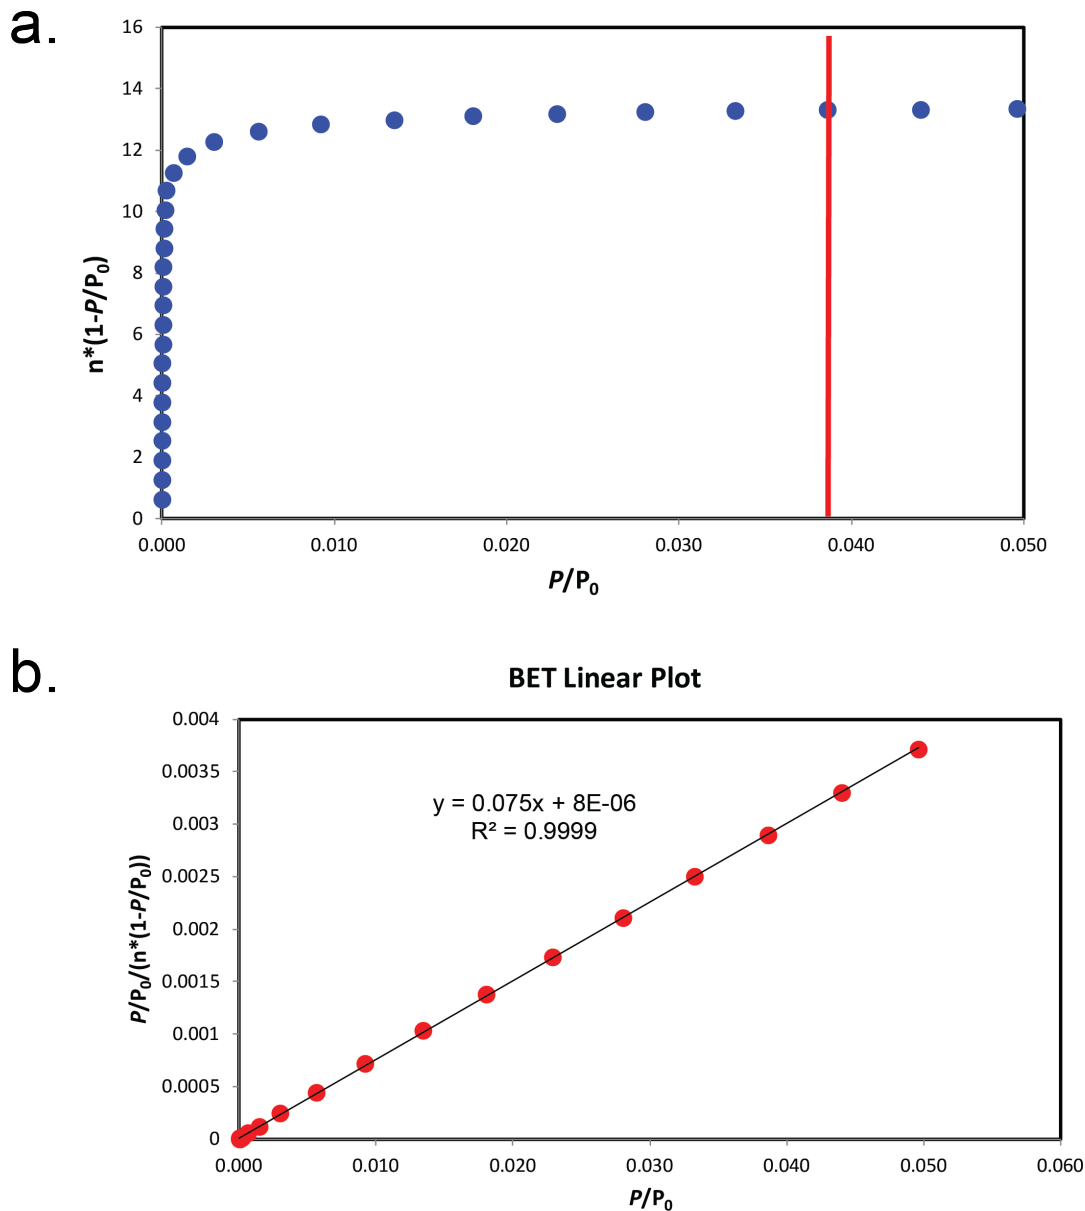 a.
16
14
12
10
8
6
4
2
0
n*(1-P/P₀)
0.000 0.010 0.020 0.030 0.040 0.050
P/P₀
b.
BET Linear Plot
0.004
0.0035
0.003
0.0025
0.002
0.0015
0.001
0.0005
0
P/P₀/(n*(1-P/P₀))
y = 0.075x + 8E-06
R² = 0.9999
0.000 0.010 0.020 0.030 0.040 0.050 0.060
P/P₀